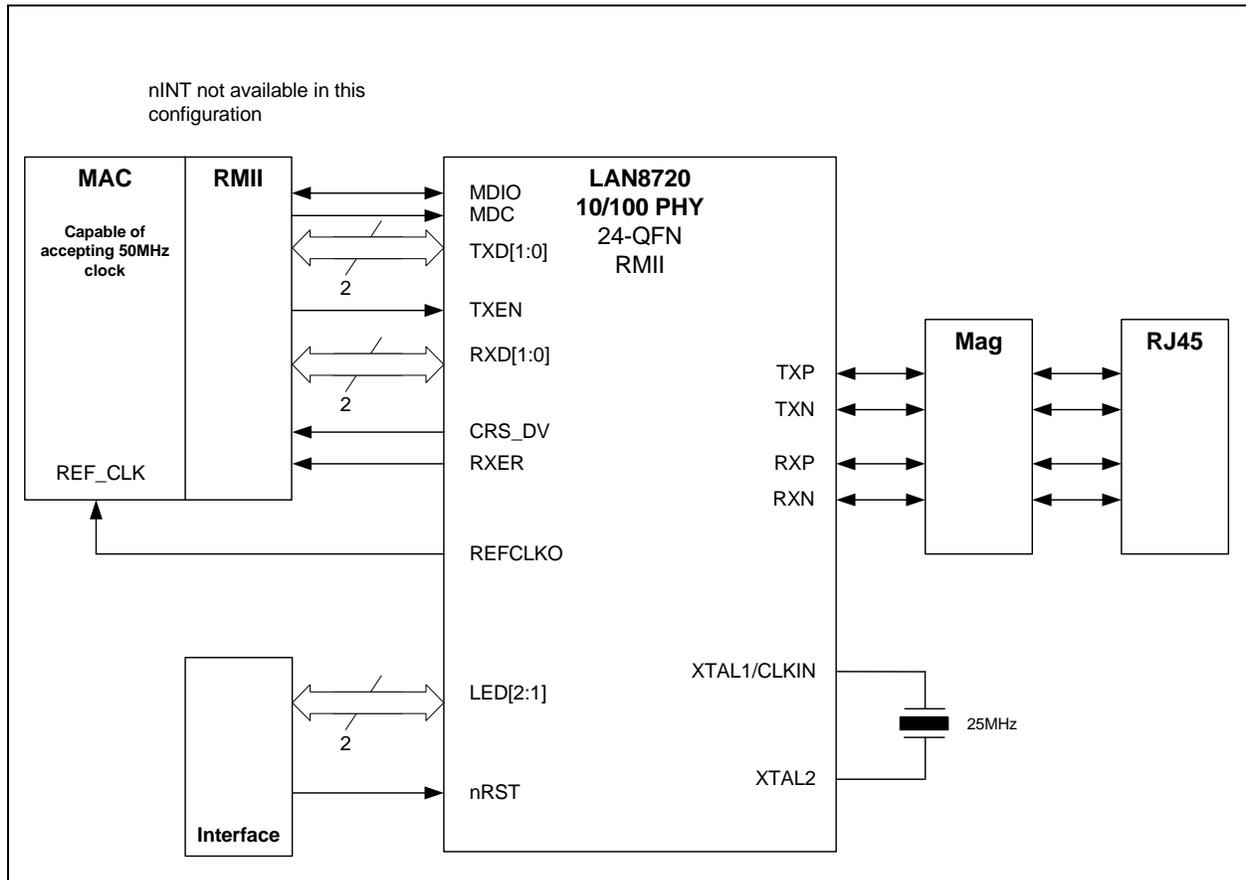 nINT not available in this
configuration
MAC
RMII
Capable of
accepting 50MHz
clock
REF_CLK
LAN8720
10/100 PHY
24-QFN
RMII
MDIO
MDC
TXD[1:0]
2
TXEN
RXD[1:0]
2
CRS_DV
RXER
REFCLKO
LED[2:1]
2
nRST
Interface
TXP
TXN
RXP
RXN
Mag
RJ45
XTAL1/CLKIN
25MHz
XTAL2